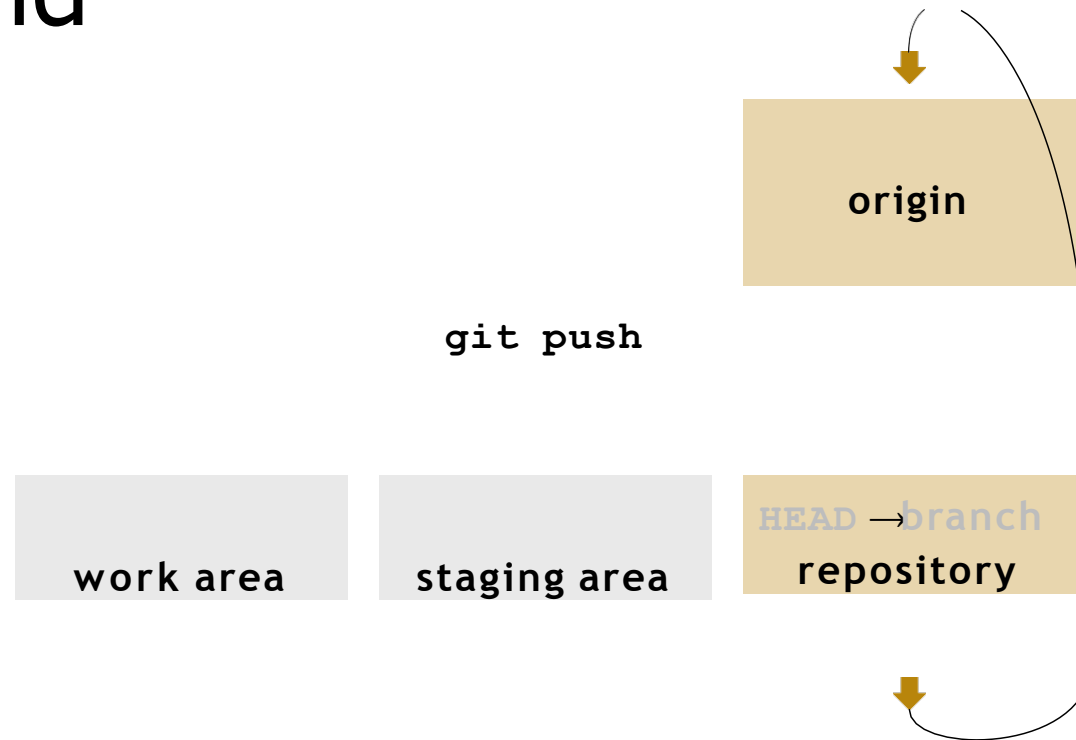 origin
git push
HEAD → branch
work area
staging area
repository